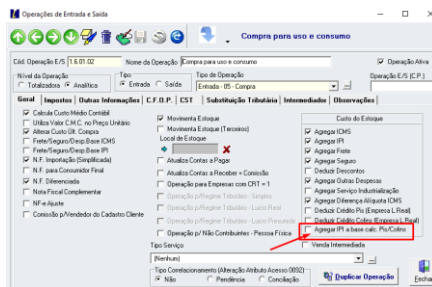 Operações de Entrada e Saída
Compra para uso e consumo
Cód. Operação E/S 1.6.01.02 Nome da Operação Compra para uso e consumo Operação Ativa
Nível da Operação Tipo Tipo de Operação Operação E/S (C.P.)
Totalizadora Analítica Entrada Saída Entrada - 05 - Compra
Geral Impostos Outras Informações C.F.O.P. CST Substituição Tributária Intermediador Observações
Calcula Custo Médio Contábil
Utiliza Valor C.M.C. no Preço Unitário
Alterar Custo Últ. Compra
Frete/Seguro/Desp.Base ICMS
Frete/Seguro/Desp.Base IPI
N.F. Importação (Simplificada)
N.F. para Consumidor Final
N.F. Diferenciada
Nota Fiscal Complementar
NF-e Ajuste
Comissão p/Vendedor do Cadastro Cliente
Movimenta Estoque
Movimenta Estoque (Terceiros)
Local de Estoque
Atualiza Contas a Pagar
Atualiza Contas a Receber + Comissão
Operação para Empresas com CRT = 1
Operação p/Regime Tributário - Simples
Operação p/Regime Tributário - Lucro Real
Operação p/Regime Tributário - Lucro Presumido
Operação p/ Não Contribuintes - Pessoa Física
Tipo Serviço
(Nenhum)
Custo do Estoque
Agregar ICMS
Agregar IPI
Agregar Frete
Agregar Seguro
Deduzir Descontos
Agregar Outras Despesas
Agregar Serviço Industrialização
Agregar Diferença Alíquota ICMS
Deduzir Crédito Pis (Empresa L.Real)
Deduzir Crédito Cofins (Empresa L.Real)
Agregar IPI a base calc. Pis/Cofins
Venda Intermediada
Tipo Correlacionamento (Alteração Atributo Acesso 0092)
Não Pendência Conciliação
Duplicar Operação
Fecha